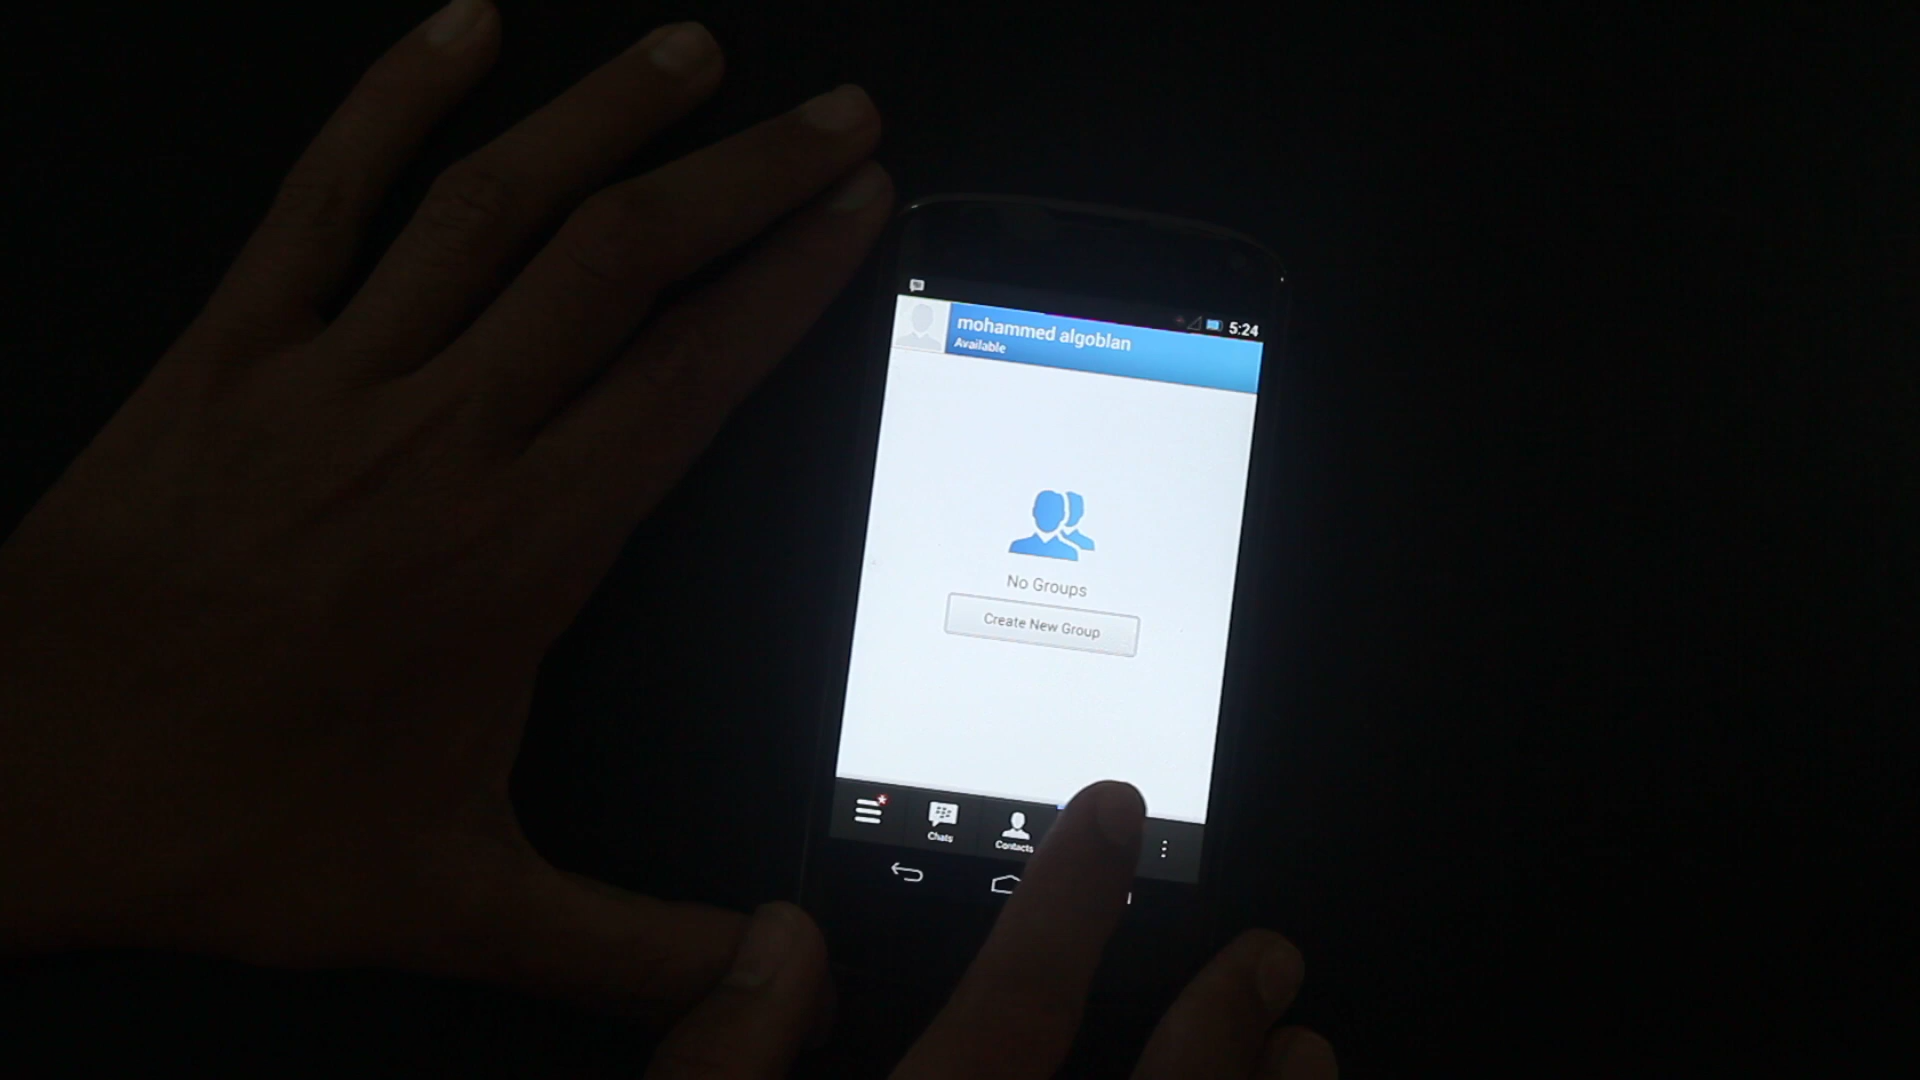 5:24
mohammed algoblan
Available
No Groups
Create New Group
Chats
Contacts